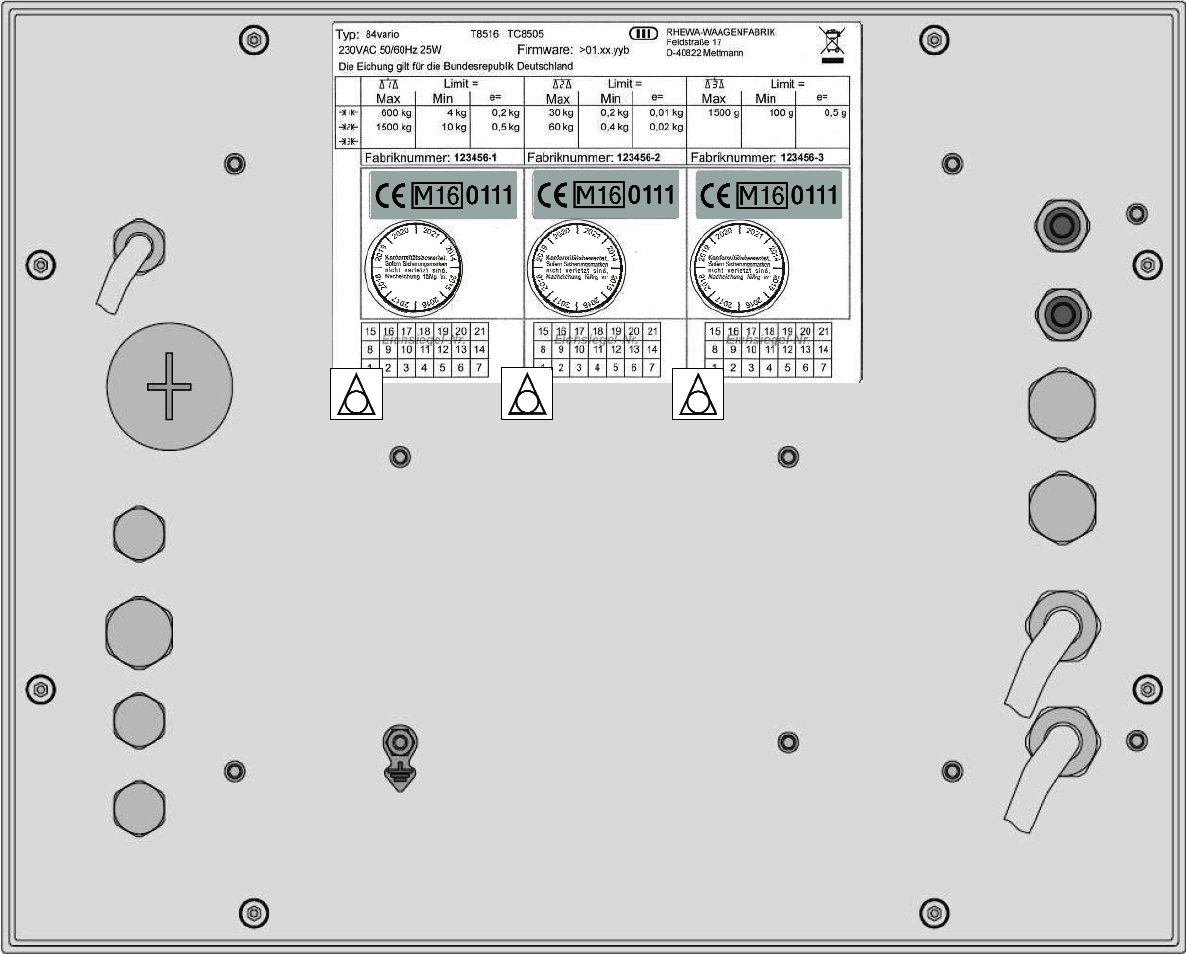 Typ: 84vario T8516 TC8505 RHEWA-WAAGENFABRIK
Feldstraße 17
230VAC 50/60Hz 25W Firmware: >01.xx.yyb D-40822 Mettmann
Die Eichung gilt für die Bundesrepublik Deutschland
1 Limit = 2 Limit = 3 Limit =
Max Min e= Max Min e= Max Min e=
1 600 kg 4 kg 0,2 kg 30 kg 0,2 kg 0,01 kg 1500 g 100 g 0,5 g
2 1500 kg 10 kg 0,5 kg 60 kg 0,4 kg 0,02 kg
3
Fabriknummer: 123456-1 Fabriknummer: 123456-2 Fabriknummer: 123456-3
CE M16 0111 CE M16 0111 CE M16 0111
2014 2015 2016 2017 2018 2019 2020 2021
Konformitätsbewertet.
Sofern Sicherungsmarken
nicht verletzt sind,
Nacheichung fällig in:
2014 2015 2016 2017 2018 2019 2020 2021
Konformitätsbewertet.
Sofern Sicherungsmarken
nicht verletzt sind,
Nacheichung fällig in:
2014 2015 2016 2017 2018 2019 2020 2021
Konformitätsbewertet.
Sofern Sicherungsmarken
nicht verletzt sind,
Nacheichung fällig in:
15 16 17 18 19 20 21 15 16 17 18 19 20 21 15 16 17 18 19 20 21
Eichsiegel-Nr. Eichsiegel-Nr. Eichsiegel-Nr.
8 9 10 11 12 13 14 8 9 10 11 12 13 14 8 9 10 11 12 13 14
1 2 3 4 5 6 7 1 2 3 4 5 6 7 1 2 3 4 5 6 7